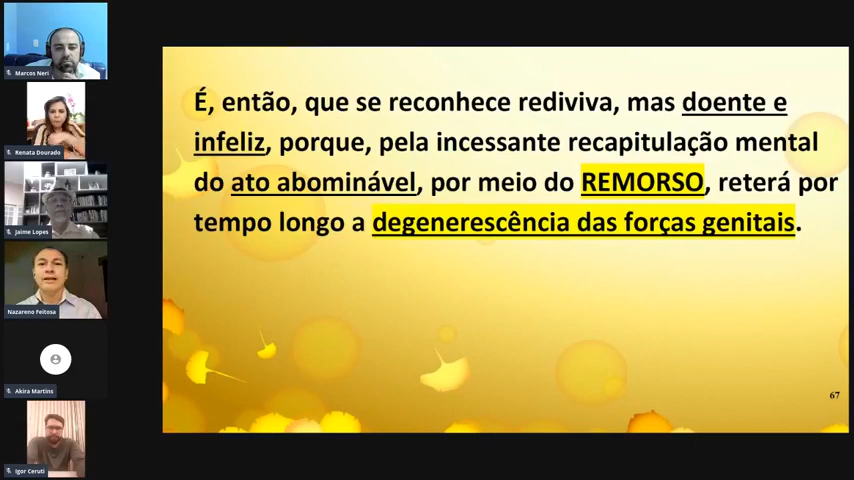 Marcos Neri
Renata Dourado
Jaime Lopes
Nazareno Feitosa
Akira Martins
Igor Ceruti
É, então, que se reconhece rediviva, mas doente e
infeliz, porque, pela incessante recapitulação mental
do ato abominável, por meio do REMORSO, reterá por
tempo longo a degenerescência das forças genitais.
67